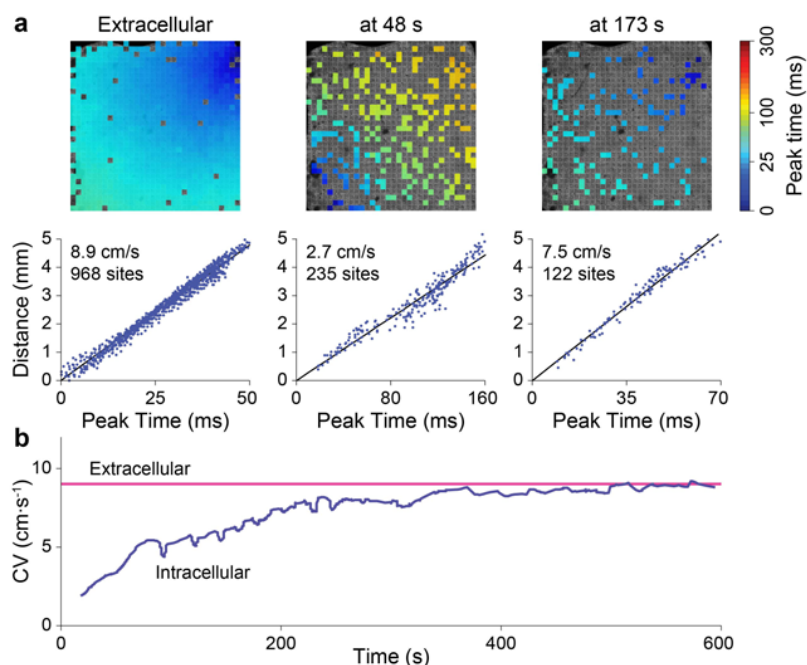 a
Extracellular
at 48 s
at 173 s
300
100
25
0
Peak time (ms)
8.9 cm/s
968 sites
2.7 cm/s
235 sites
7.5 cm/s
122 sites
Distance (mm)
5
4
3
2
1
0
0 25 50
Peak Time (ms)
0 80 160
Peak Time (ms)
0 35 70
Peak Time (ms)
b
Extracellular
Intracellular
CV (cm·s⁻¹)
10
5
0
0 200 400 600
Time (s)